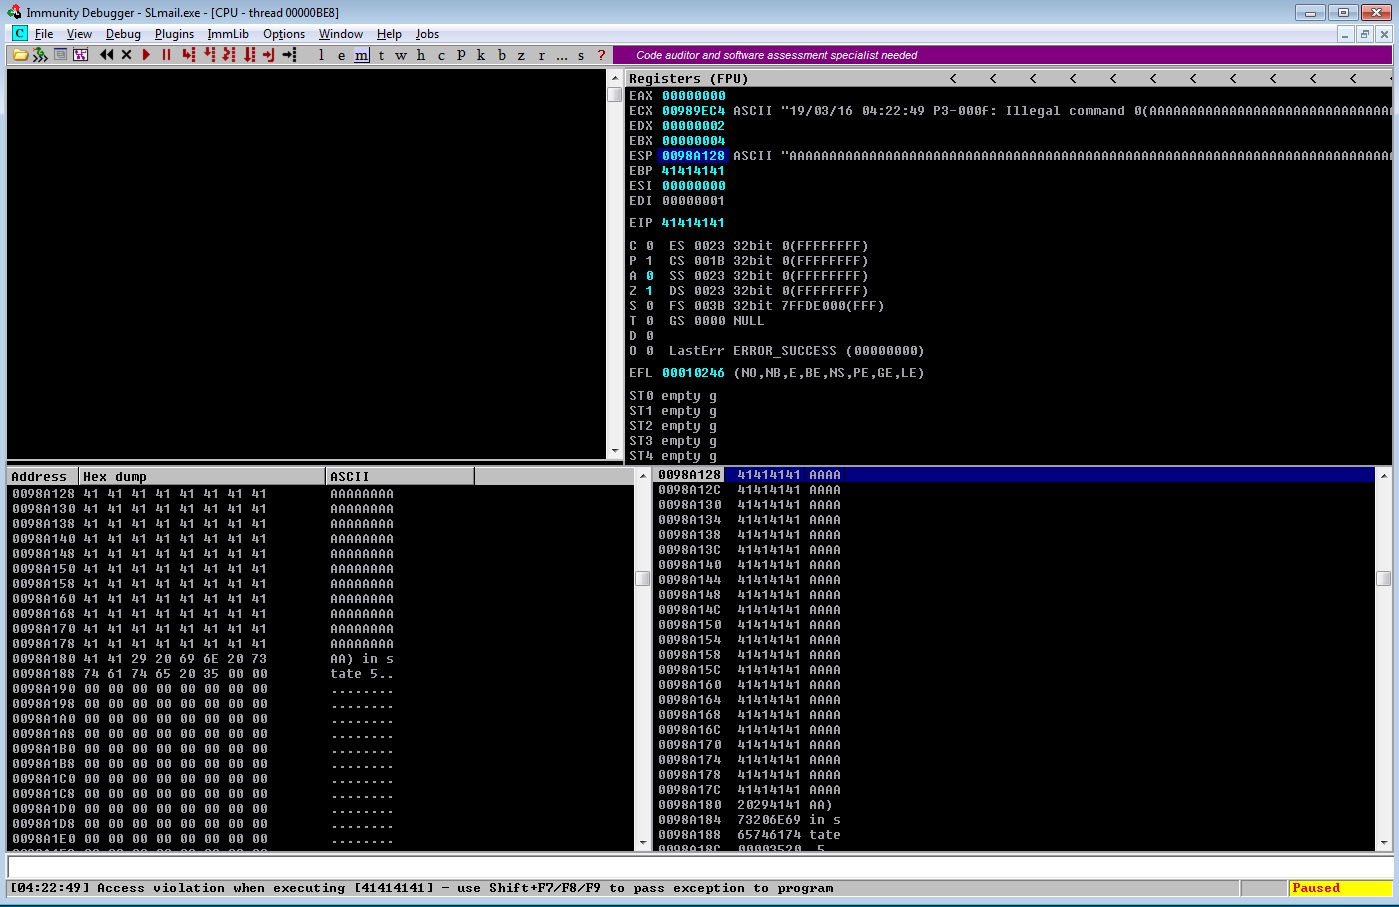 Immunity Debugger - SLmail.exe - [CPU - thread 00000BE8]
C File View Debug Plugins ImmLib Options Window Help Jobs
l e m t w h c p k b z r ... s ? Code auditor and software assessment specialist needed
Registers (FPU) < < < < < < < < < < <
EAX 00000000
ECX 00989EC4 ASCII "19/03/16 04:22:49 P3-000f: Illegal command 0(AAAAAAAAAAAAAAAAAAAAAAAAAAAAAA
EDX 00000002
EBX 00000004
ESP 0098A128 ASCII "AAAAAAAAAAAAAAAAAAAAAAAAAAAAAAAAAAAAAAAAAAAAAAAAAAAAAAAAAAAAAAAAAAAAAAAAAAA
EBP 41414141
ESI 00000000
EDI 00000001
EIP 41414141
C 0 ES 0023 32bit 0(FFFFFFFF)
P 1 CS 001B 32bit 0(FFFFFFFF)
A 0 SS 0023 32bit 0(FFFFFFFF)
Z 1 DS 0023 32bit 0(FFFFFFFF)
S 0 FS 003B 32bit 7FFDE000(FFF)
T 0 GS 0000 NULL
D 0
O 0 LastErr ERROR_SUCCESS (00000000)
EFL 00010246 (NO,NB,E,BE,NS,PE,GE,LE)
ST0 empty g
ST1 empty g
ST2 empty g
ST3 empty g
ST4 empty g
Address Hex dump ASCII
0098A128 41 41 41 41 41 41 41 41 AAAAAAAA
0098A130 41 41 41 41 41 41 41 41 AAAAAAAA
0098A138 41 41 41 41 41 41 41 41 AAAAAAAA
0098A140 41 41 41 41 41 41 41 41 AAAAAAAA
0098A148 41 41 41 41 41 41 41 41 AAAAAAAA
0098A150 41 41 41 41 41 41 41 41 AAAAAAAA
0098A158 41 41 41 41 41 41 41 41 AAAAAAAA
0098A160 41 41 41 41 41 41 41 41 AAAAAAAA
0098A168 41 41 41 41 41 41 41 41 AAAAAAAA
0098A170 41 41 41 41 41 41 41 41 AAAAAAAA
0098A178 41 41 41 41 41 41 41 41 AAAAAAAA
0098A180 41 41 29 20 69 6E 20 73 AA) in s
0098A188 74 61 74 65 20 35 00 00 tate 5..
0098A190 00 00 00 00 00 00 00 00 ........
0098A198 00 00 00 00 00 00 00 00 ........
0098A1A0 00 00 00 00 00 00 00 00 ........
0098A1A8 00 00 00 00 00 00 00 00 ........
0098A1B0 00 00 00 00 00 00 00 00 ........
0098A1B8 00 00 00 00 00 00 00 00 ........
0098A1C0 00 00 00 00 00 00 00 00 ........
0098A1C8 00 00 00 00 00 00 00 00 ........
0098A1D0 00 00 00 00 00 00 00 00 ........
0098A1D8 00 00 00 00 00 00 00 00 ........
0098A1E0 00 00 00 00 00 00 00 00 ........
0098A128 41414141 AAAA
0098A12C 41414141 AAAA
0098A130 41414141 AAAA
0098A134 41414141 AAAA
0098A138 41414141 AAAA
0098A13C 41414141 AAAA
0098A140 41414141 AAAA
0098A144 41414141 AAAA
0098A148 41414141 AAAA
0098A14C 41414141 AAAA
0098A150 41414141 AAAA
0098A154 41414141 AAAA
0098A158 41414141 AAAA
0098A15C 41414141 AAAA
0098A160 41414141 AAAA
0098A164 41414141 AAAA
0098A168 41414141 AAAA
0098A16C 41414141 AAAA
0098A170 41414141 AAAA
0098A174 41414141 AAAA
0098A178 41414141 AAAA
0098A17C 41414141 AAAA
0098A180 20294141 AA)
0098A184 73206E69 in s
0098A188 65746174 tate
0098A18C 00003520 5
[04:22:49] Access violation when executing [41414141] - use Shift+F7/F8/F9 to pass exception to program
Paused